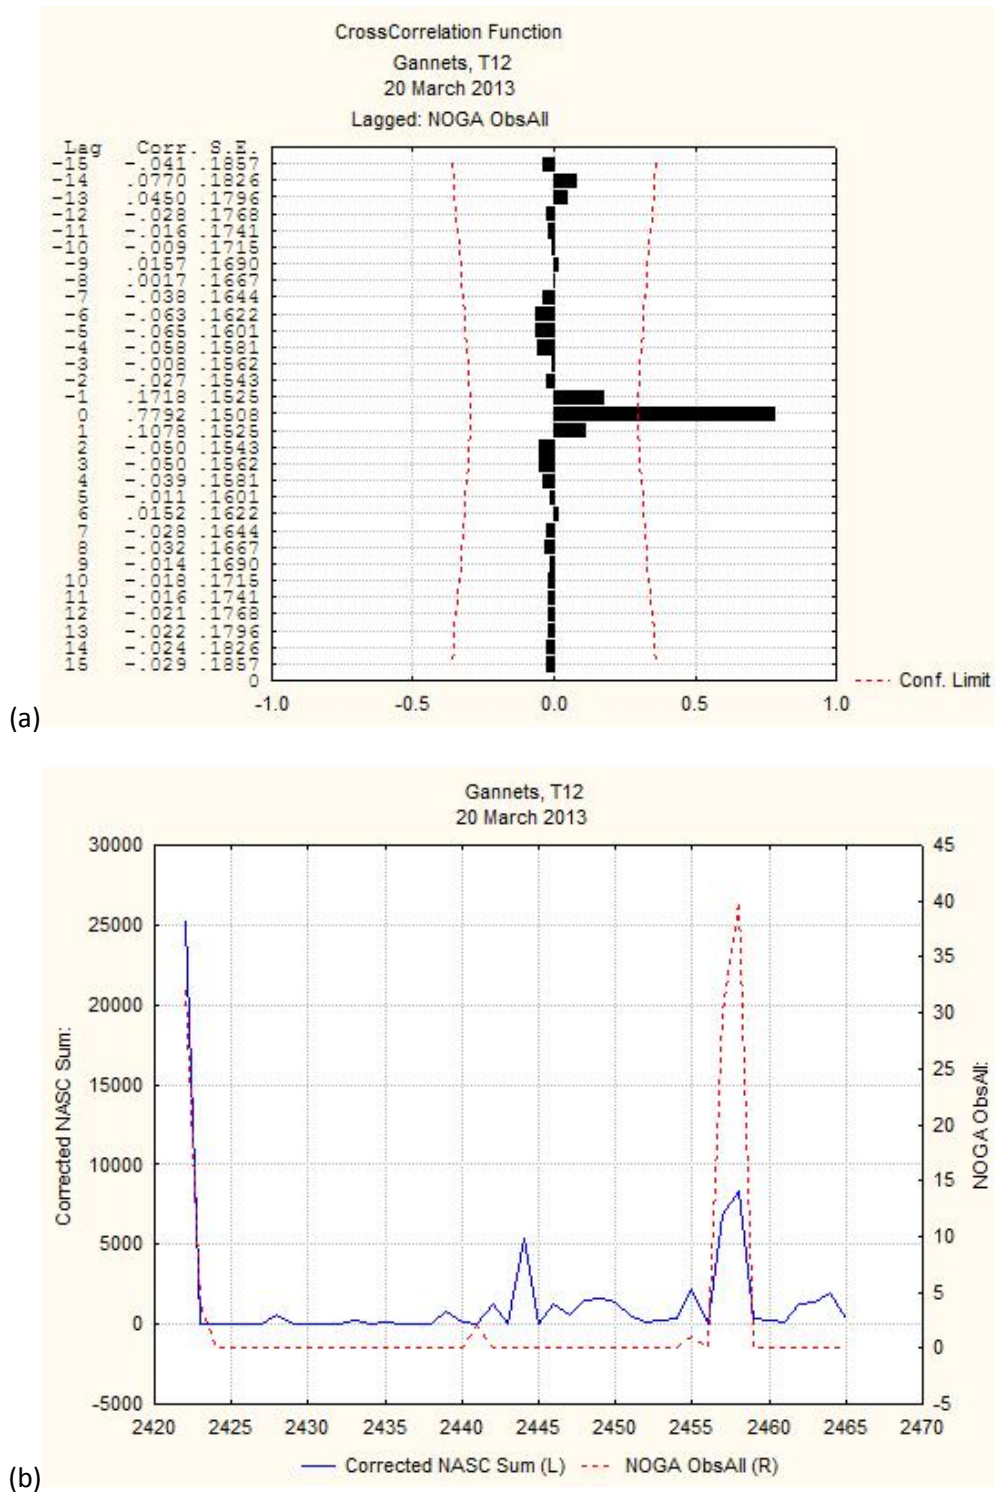 CrossCorrelation Function
Gannets, T12
20 March 2013
Lagged: NOGA ObsAll
Lag Corr. S.E.
-15 -.041 .1857
-14 .0770 .1826
-13 .0450 .1796
-12 -.028 .1768
-11 -.016 .1741
-10 -.009 .1715
-9 .0157 .1690
-8 .0017 .1667
-7 -.038 .1644
-6 -.063 .1622
-5 -.065 .1601
-4 -.058 .1581
-3 -.008 .1562
-2 -.027 .1543
-1 .1718 .1525
0 .7792 .1508
1 .1078 .1525
2 -.050 .1543
3 -.050 .1562
4 -.039 .1581
5 -.011 .1601
6 .0152 .1622
7 -.028 .1644
8 -.032 .1667
9 -.014 .1690
10 -.018 .1715
11 -.016 .1741
12 -.021 .1768
13 -.022 .1796
14 -.024 .1826
15 -.029 .1857
0
Conf. Limit
-1.0 -0.5 0.0 0.5 1.0
(a)
Gannets, T12
20 March 2013
30000 45
40
25000
35
20000
30
25
15000
20
10000
15
10
5000
5
0
0
-5000 -5
Corrected NASC Sum:
NOGA ObsAll:
2420 2425 2430 2435 2440 2445 2450 2455 2460 2465 2470
Corrected NASC Sum (L) NOGA ObsAll (R)
(b)